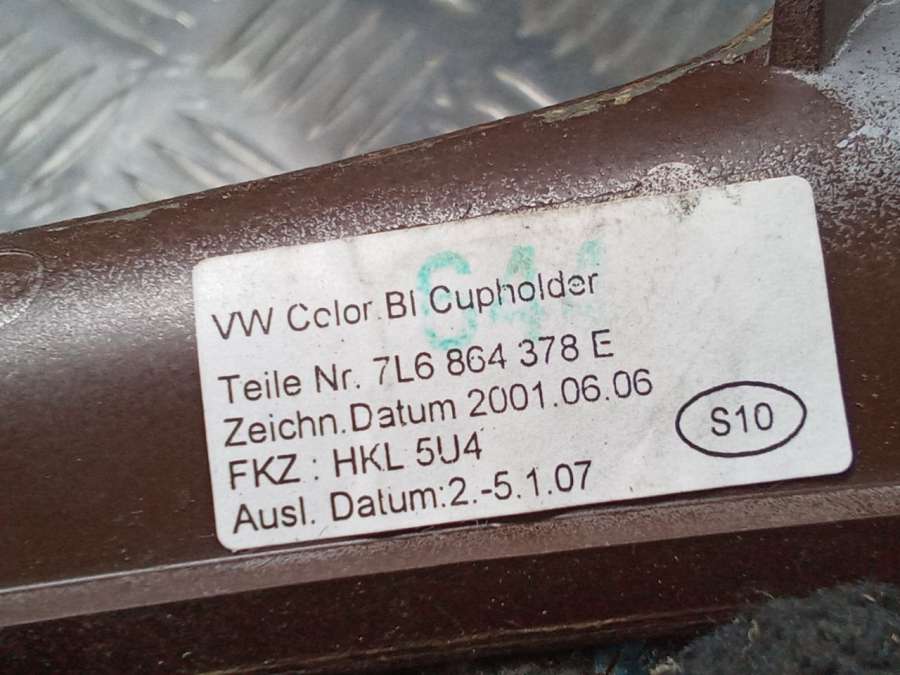 VW Color.Bl Cupholder
Teile Nr. 7L6 864 378 E
Zeichn.Datum 2001.06.06
FKZ : HKL 5U4
S10
Ausl. Datum:2.-5.1.07